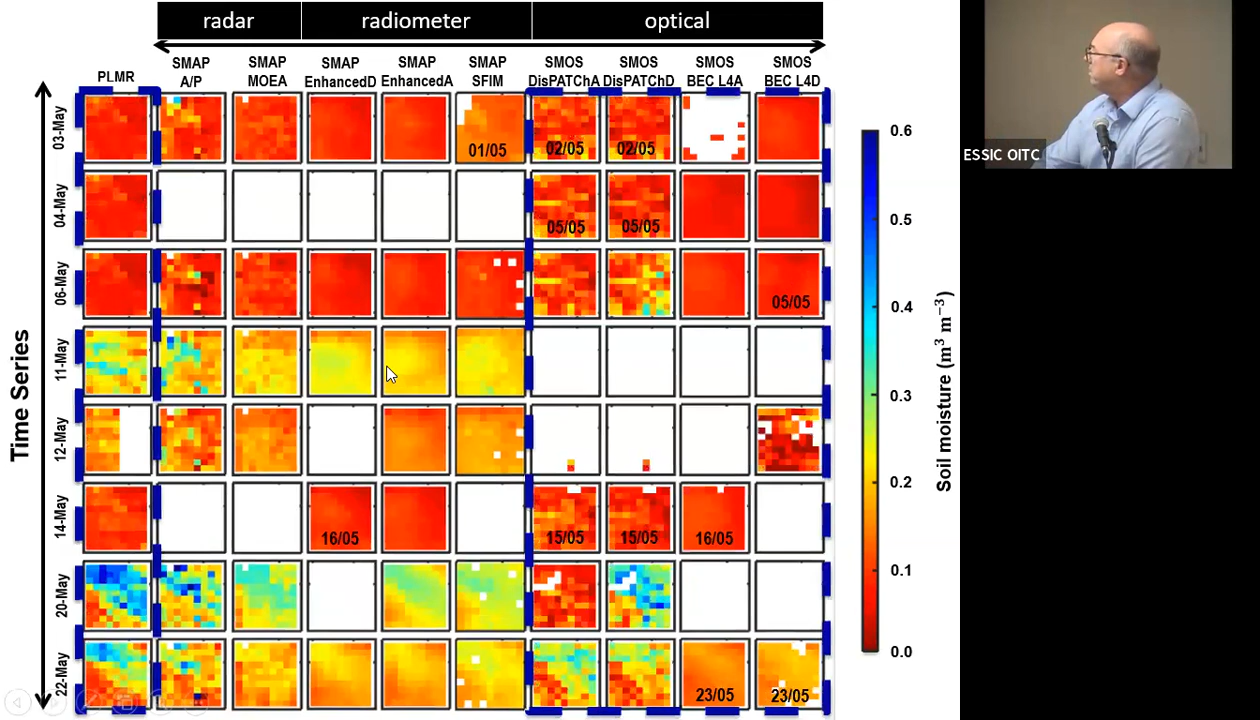 radar radiometer optical
PLMR SMAP A/P SMAP MOEA SMAP EnhancedD SMAP EnhancedA SMAP SFIM SMOS DisPATChA SMOS DisPATChD SMOS BEC L4A SMOS BEC L4D
Time Series
03-May 01/05 02/05 02/05
04-May 05/05 05/05
06-May 05/05
11-May
12-May
14-May 16/05 15/05 15/05 16/05
20-May
22-May 23/05 23/05
0.6
0.5
0.4
0.3
0.2
0.1
0.0
Soil moisture (m³ m⁻³)
ESSIC OITC